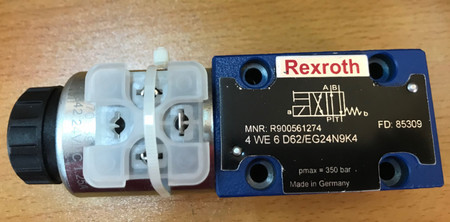 Rexroth
A B
a
b
P T
MNR: R900561274
FD: 85309
4 WE 6 D62/EG24N9K4
pmax = 350 bar
Made in Germany